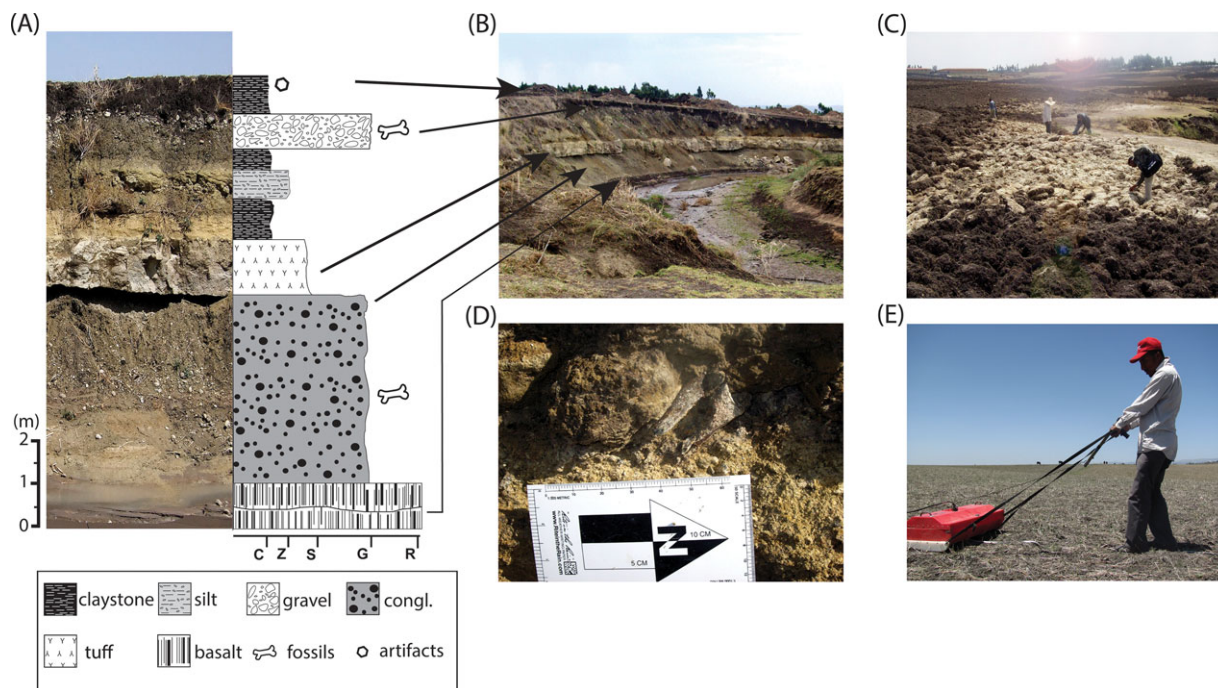 (A)
(B)
(C)
(m)
2
1
0
C Z S G R
claystone silt gravel congl.
tuff basalt fossils artifacts
(D)
N
10 CM
5 CM
(E)